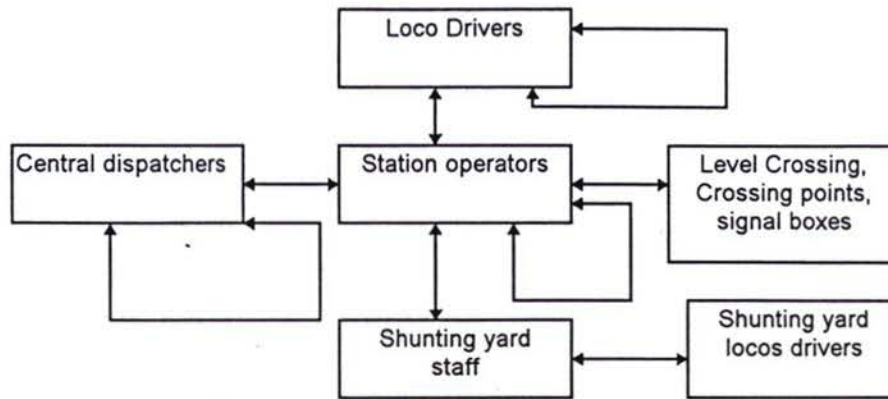 Loco Drivers
Central dispatchers
Station operators
Level Crossing,
Crossing points,
signal boxes
Shunting yard
staff
Shunting yard
locos drivers